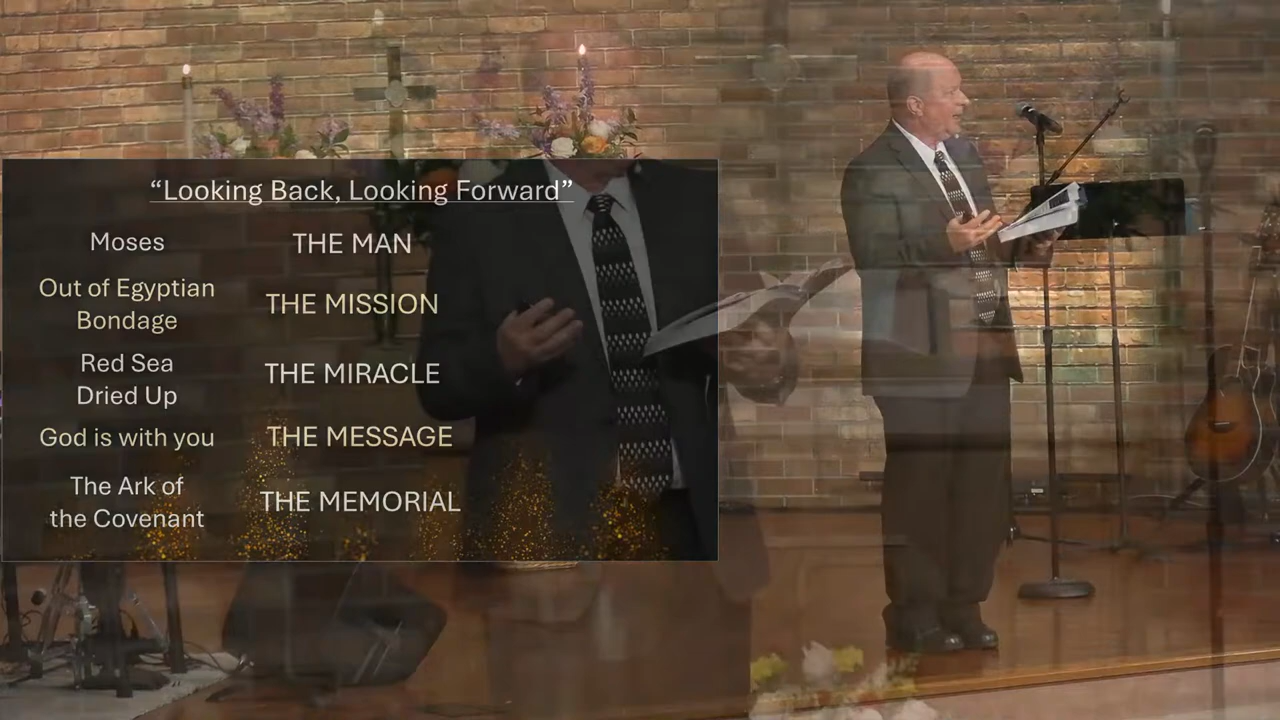 “Looking Back, Looking Forward”
Moses THE MAN
Out of Egyptian
Bondage THE MISSION
Red Sea
Dried Up THE MIRACLE
God is with you THE MESSAGE
The Ark of
the Covenant THE MEMORIAL